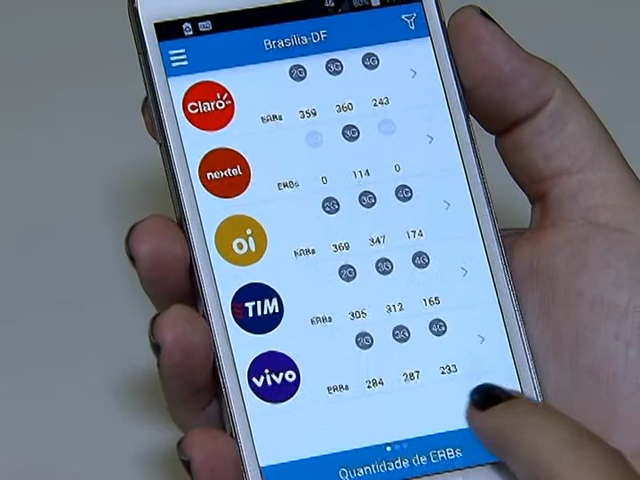 4G 80%
Brasília-DF
2G 3G 4G
Claro
ERBs 359 360 243
3G
nextel
ERBs 0 114 0
2G 3G 4G
oi
ERBs 369 347 174
2G 3G 4G
TIM
ERBs 305 312 165
2G 3G 4G
vivo
ERBs 284 287 233
Quantidade de ERBs